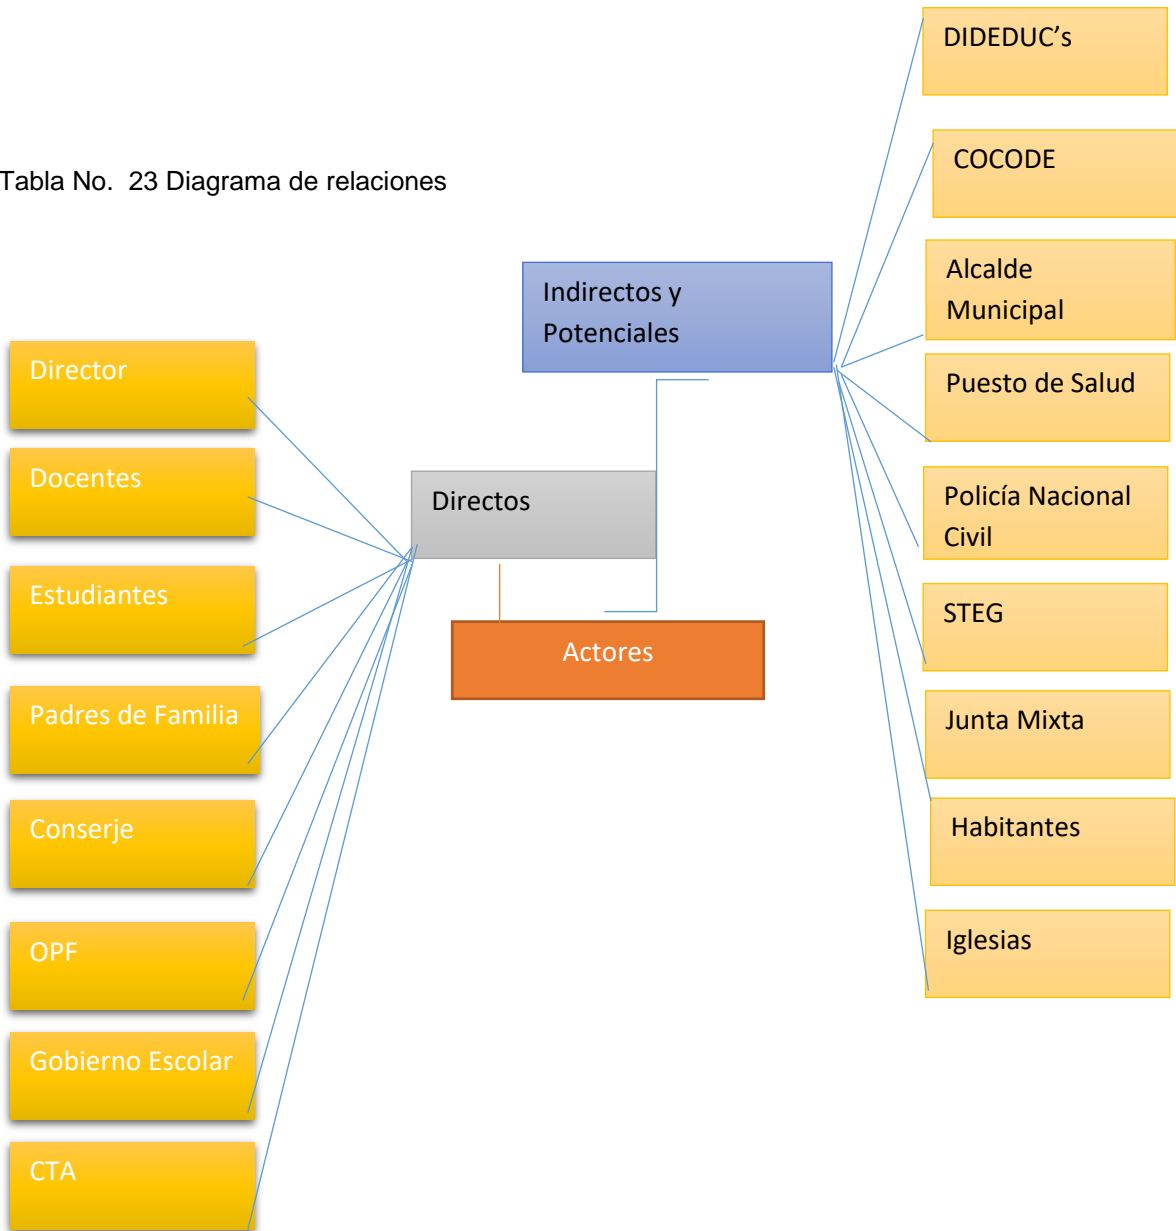 Tabla No. 23 Diagrama de relaciones
Actores
Directos
Director
Docentes
Estudiantes
Padres de Familia
Conserje
OPF
Gobierno Escolar
CTA
Indirectos y
Potenciales
DIDEDUC’s
COCODE
Alcalde
Municipal
Puesto de Salud
Policía Nacional
Civil
STEG
Junta Mixta
Habitantes
Iglesias